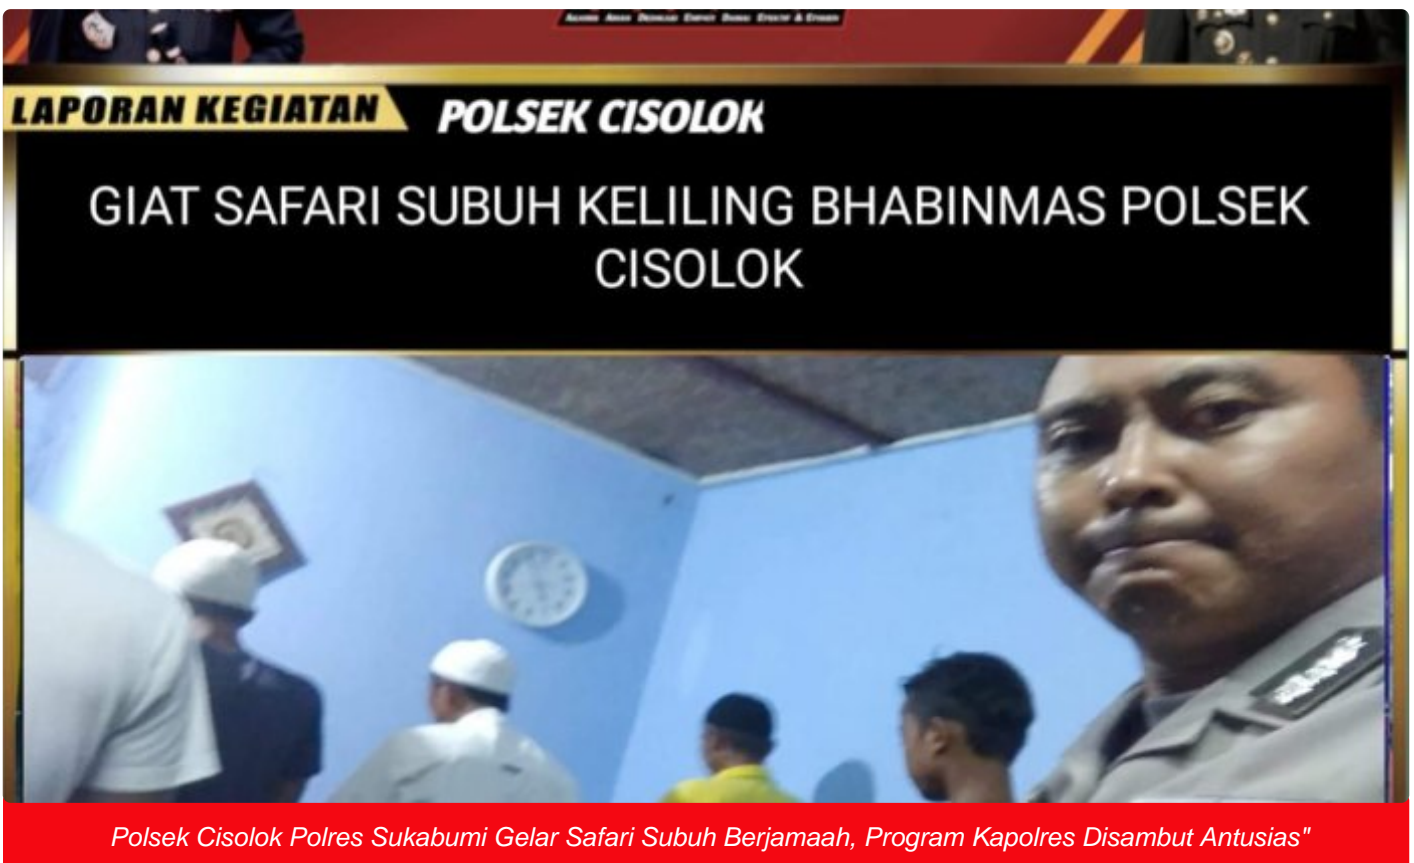 LAPORAN KEGIATAN
POLSEK CISOLOK
GIAT SAFARI SUBUH KELILING BHABINMAS POLSEK
CISOLOK
Polsek Cisolok Polres Sukabumi Gelar Safari Subuh Berjamaah, Program Kapolres Disambut Antusias"